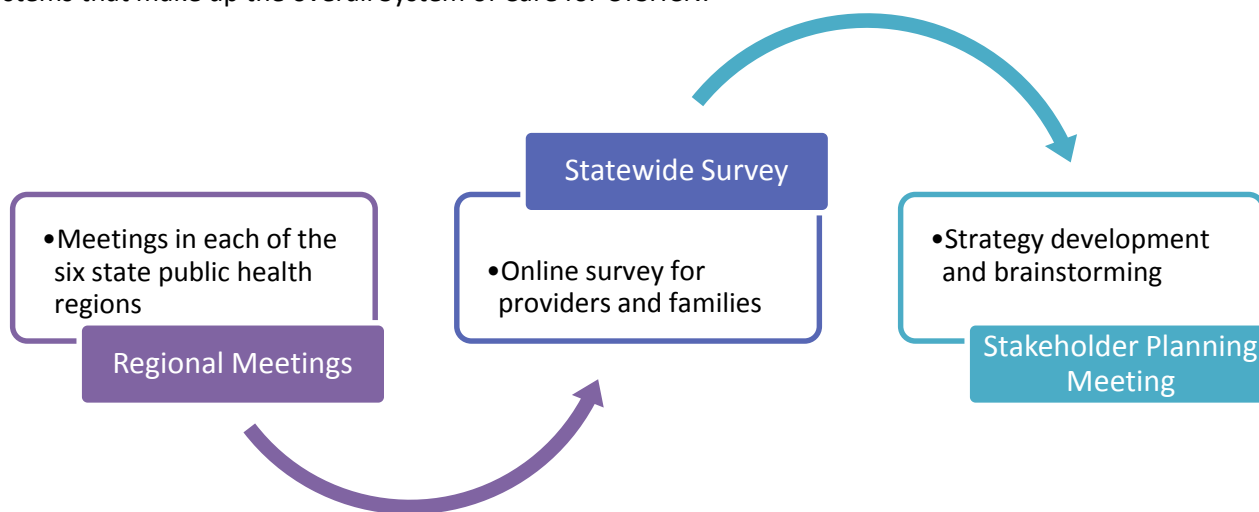 Statewide Survey
•Meetings in each of the
six state public health
regions
Regional Meetings
•Online survey for
providers and families
•Strategy development
and brainstorming
Stakeholder Planning
Meeting